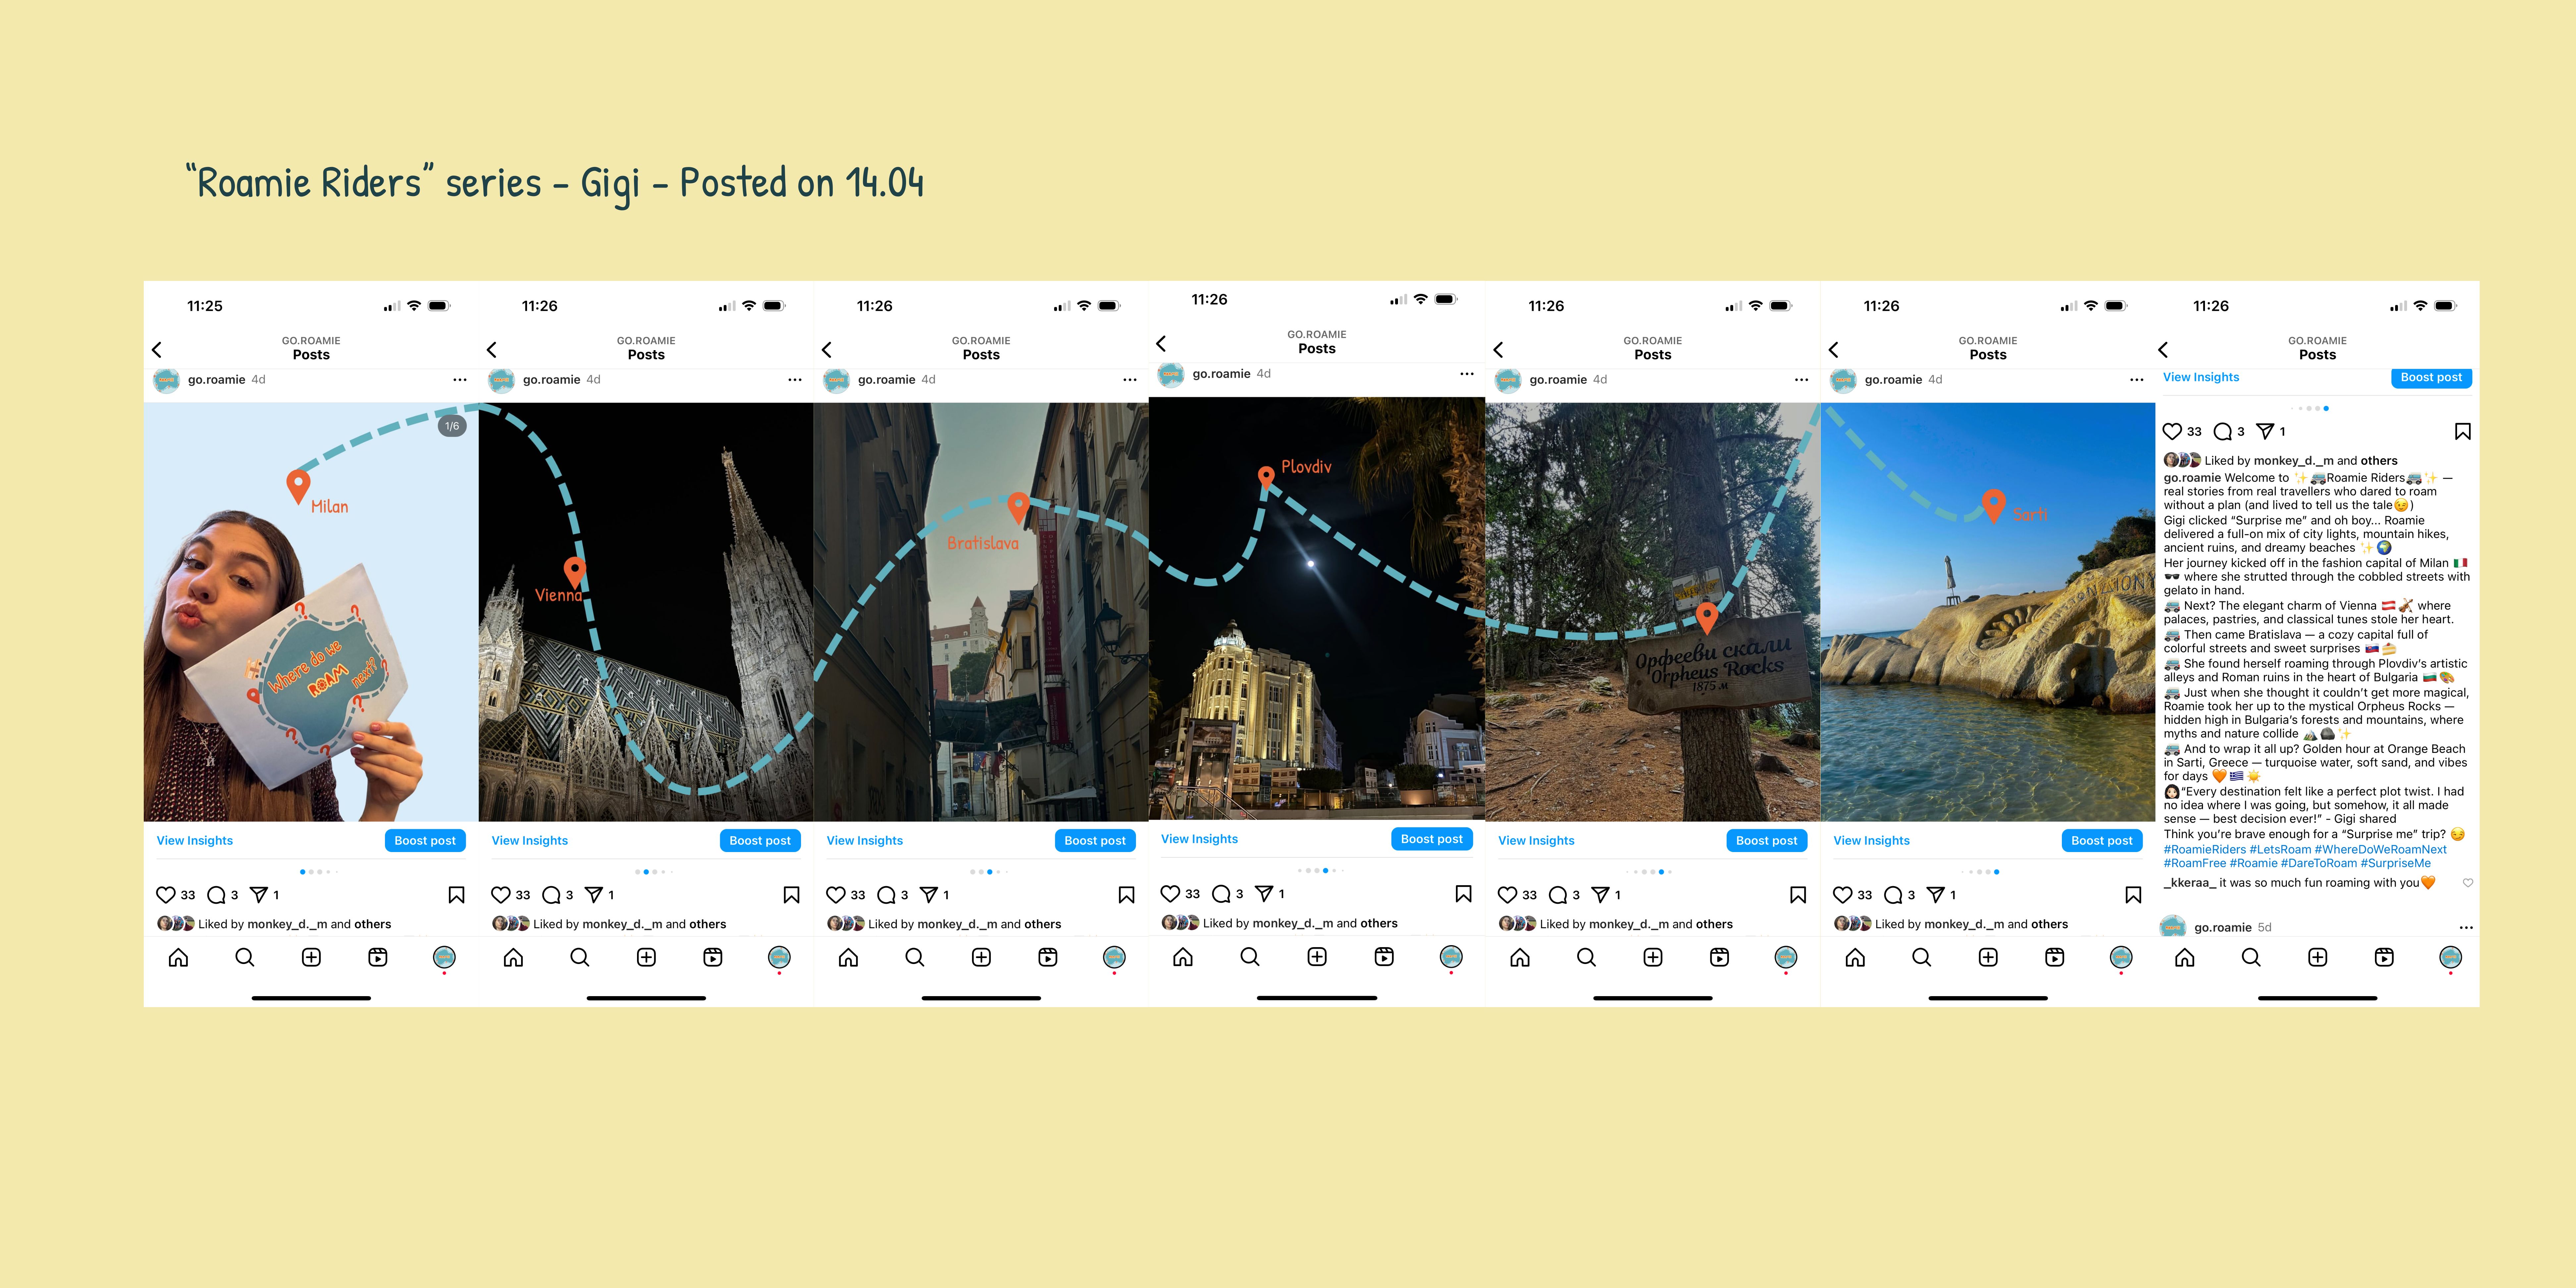 “Roamie Riders” series – Gigi – Posted on 14.04
11:25
GO.ROAMIE
Posts
go.roamie 4d
1/6
Milan
Where do we
ROAM
next?
View Insights
Boost post
33 3 1
Liked by monkey_d._m and others
11:26
GO.ROAMIE
Posts
go.roamie 4d
Vienna
View Insights
Boost post
33 3 1
Liked by monkey_d._m and others
11:26
GO.ROAMIE
Posts
go.roamie 4d
Bratislava
View Insights
Boost post
33 3 1
Liked by monkey_d._m and others
11:26
GO.ROAMIE
Posts
go.roamie 4d
Plovdiv
View Insights
Boost post
33 3 1
Liked by monkey_d._m and others
11:26
GO.ROAMIE
Posts
go.roamie 4d
Орфееви скали
Orpheus Rocks
1875 м
View Insights
Boost post
33 3 1
Liked by monkey_d._m and others
11:26
GO.ROAMIE
Posts
go.roamie 4d
Sarti
View Insights
Boost post
33 3 1
Liked by monkey_d._m and others
11:26
GO.ROAMIE
Posts
View Insights
Boost post
33 3 1
Liked by monkey_d._m and others
go.roamie Welcome to ✨🚐Roamie Riders🚐✨ —
real stories from real travellers who dared to roam
without a plan (and lived to tell us the tale😉)
Gigi clicked “Surprise me” and oh boy... Roamie
delivered a full-on mix of city lights, mountain hikes,
ancient ruins, and dreamy beaches ✨🌍
Her journey kicked off in the fashion capital of Milan 🇮🇹
🕶️ where she strutted through the cobbled streets with
gelato in hand.
🚐 Next? The elegant charm of Vienna 🇦🇹🎻 where
palaces, pastries, and classical tunes stole her heart.
🚐 Then came Bratislava — a cozy capital full of
colorful streets and sweet surprises 🇸🇰🍰
🚐 She found herself roaming through Plovdiv’s artistic
alleys and Roman ruins in the heart of Bulgaria 🇧🇬🎨
🚐 Just when she thought it couldn’t get more magical,
Roamie took her up to the mystical Orpheus Rocks —
hidden high in Bulgaria’s forests and mountains, where
myths and nature collide ⛰️🪨✨
🚐 And to wrap it all up? Golden hour at Orange Beach
in Sarti, Greece — turquoise water, soft sand, and vibes
for days 🧡🇬🇷☀️
👩🏻“Every destination felt like a perfect plot twist. I had
no idea where I was going, but somehow, it all made
sense — best decision ever!” - Gigi shared
Think you’re brave enough for a “Surprise me” trip? 😏
#RoamieRiders #LetsRoam #WhereDoWeRoamNext
#RoamFree #Roamie #DareToRoam #SurpriseMe
_kkeraa_ it was so much fun roaming with you🧡
go.roamie 5d